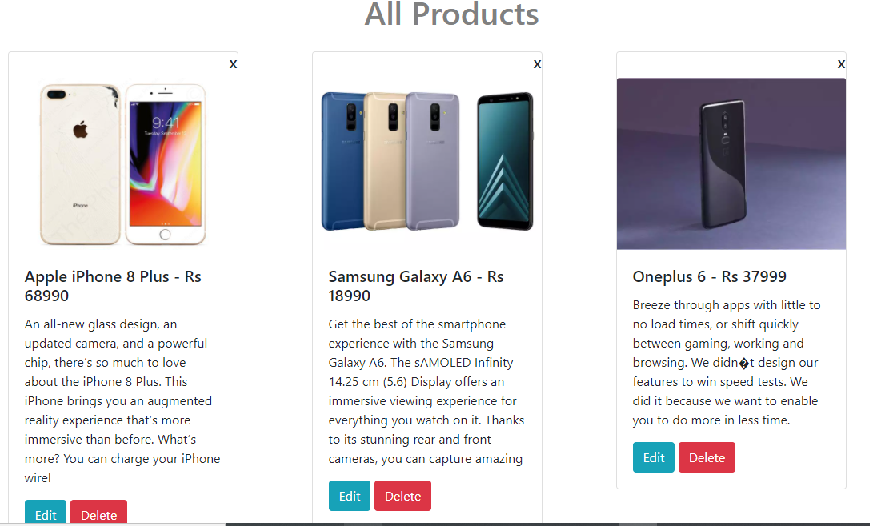 All Products
x
9:41
iPhone
Apple iPhone 8 Plus - Rs
68990
An all-new glass design. an
updated camera, and a powerful
chip, there's so much to love
about the iPhone 8 Plus. This
iPhone brings you an augmented
reality experience that's more
immersive than before. What's
more? You can charge your iPhone
wirel
Edit Delete
x
Samsung Galaxy A6 - Rs
18990
Get the best of the smartphone
experience with the Samsung
Galaxy A6. The sAMOLED Infinity
14.25 cm (5.6) Display offers an
immersive viewing experience for
everything you watch on it. Thanks
to its stunning rear and front
cameras, you can capture amazing
Edit Delete
x
Oneplus 6 - Rs 37999
Breeze through apps with little to
no load times, or shift quickly
between gaming, working and
browsing. We didn�t design our
features to win speed tests. We
did it because we want to enable
you to do more in less time.
Edit Delete